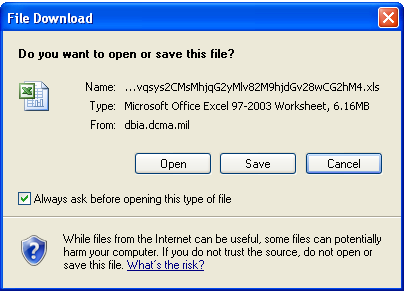 File Download
Do you want to open or save this file?
Name: ...vqsys2CMsMhjqG2yMlv82M9hjdGv28wCG2hM4.xls
Type: Microsoft Office Excel 97-2003 Worksheet, 6.16MB
From: dbia.dcma.mil
Open Save Cancel
Always ask before opening this type of file
While files from the Internet can be useful, some files can potentially
harm your computer. If you do not trust the source, do not open or
save this file. What's the risk?